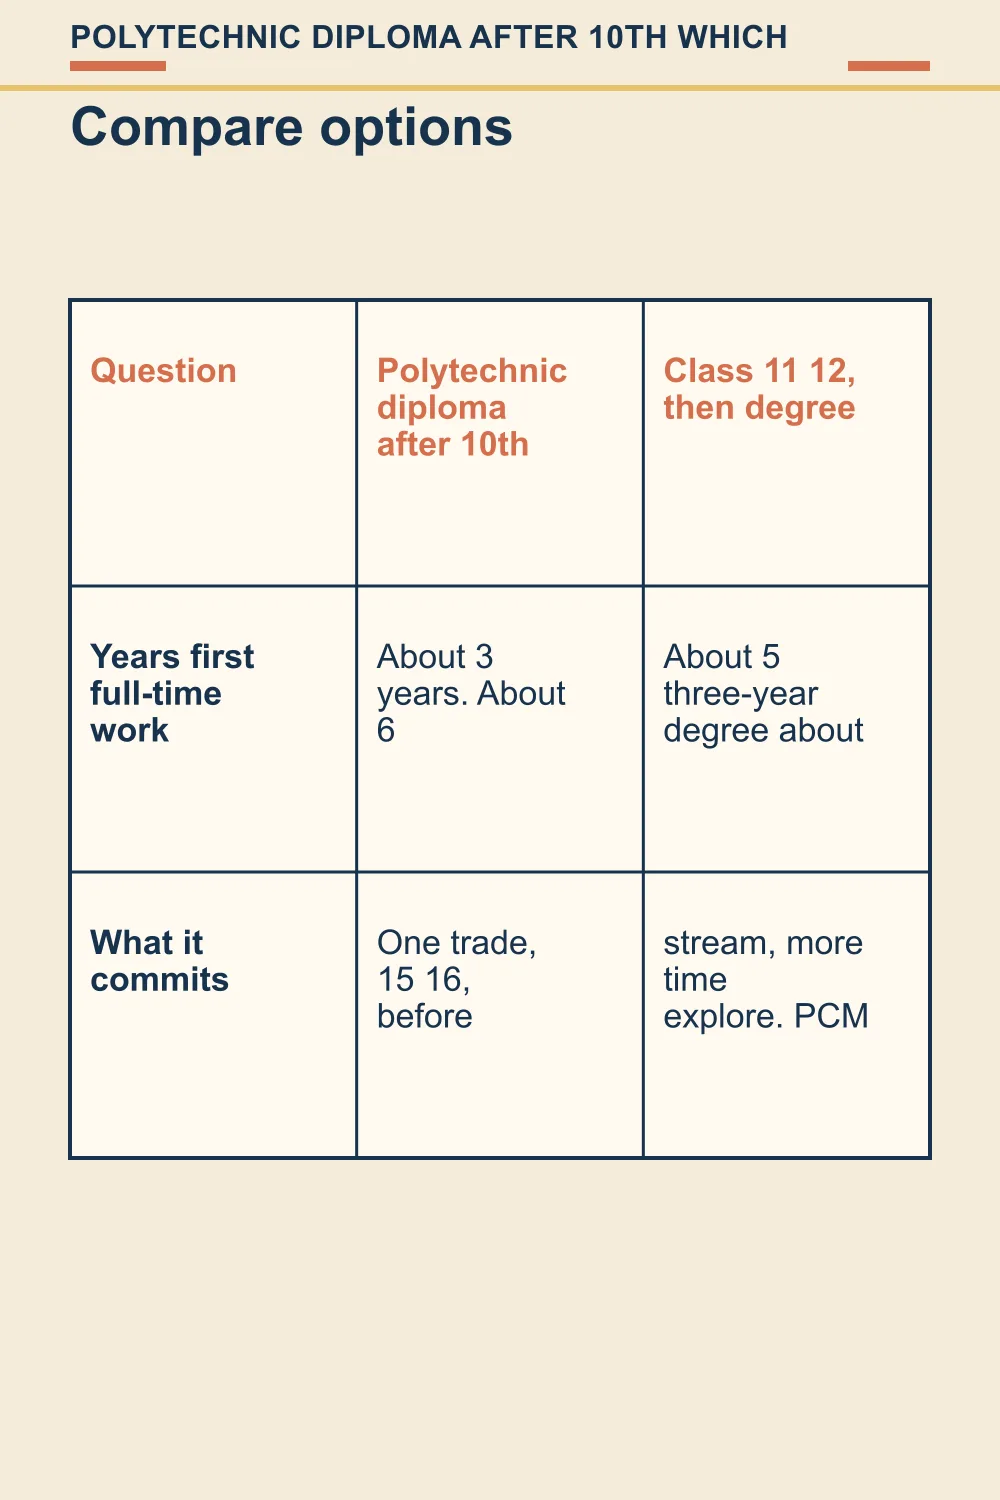 POLYTECHNIC DIPLOMA AFTER 10TH WHICH
Compare options
Question
Polytechnic
diploma
after 10th
Class 11 12,
then degree
Years first
full-time
work
About 3
years. About
6
About 5
three-year
degree about
What it
commits
One trade,
15 16,
before
stream, more
time
explore. PCM